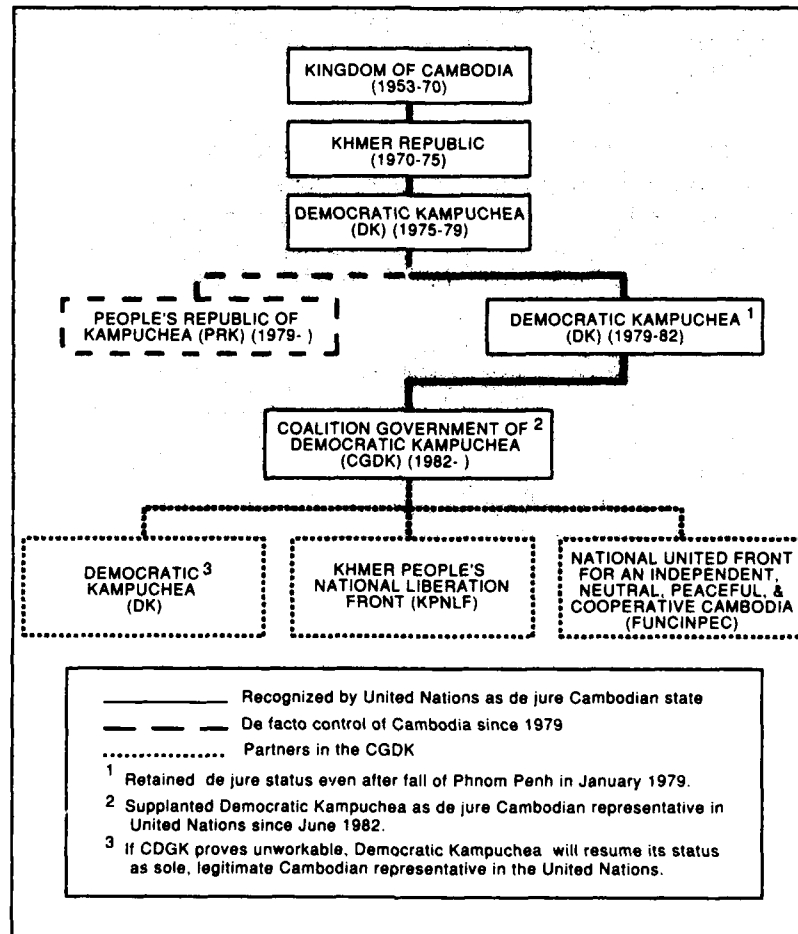 KINGDOM OF CAMBODIA
(1953-70)
KHMER REPUBLIC
(1970-75)
DEMOCRATIC KAMPUCHEA
(DK) (1975-79)
PEOPLE'S REPUBLIC OF
KAMPUCHEA (PRK) (1979- )
DEMOCRATIC KAMPUCHEA 1
(DK) (1979-82)
COALITION GOVERNMENT OF 2
DEMOCRATIC KAMPUCHEA
(CGDK) (1982- )
DEMOCRATIC 3
KAMPUCHEA
(DK)
KHMER PEOPLE'S
NATIONAL LIBERATION
FRONT (KPNLF)
NATIONAL UNITED FRONT
FOR AN INDEPENDENT,
NEUTRAL, PEACEFUL, &
COOPERATIVE CAMBODIA
(FUNCINPEC)
Recognized by United Nations as de jure Cambodian state
De facto control of Cambodia since 1979
Partners in the CGDK
1 Retained de jure status even after fall of Phnom Penh in January 1979.
2 Supplanted Democratic Kampuchea as de jure Cambodian representative in
United Nations since June 1982.
3 If CDGK proves unworkable, Democratic Kampuchea will resume its status
as sole, legitimate Cambodian representative in the United Nations.